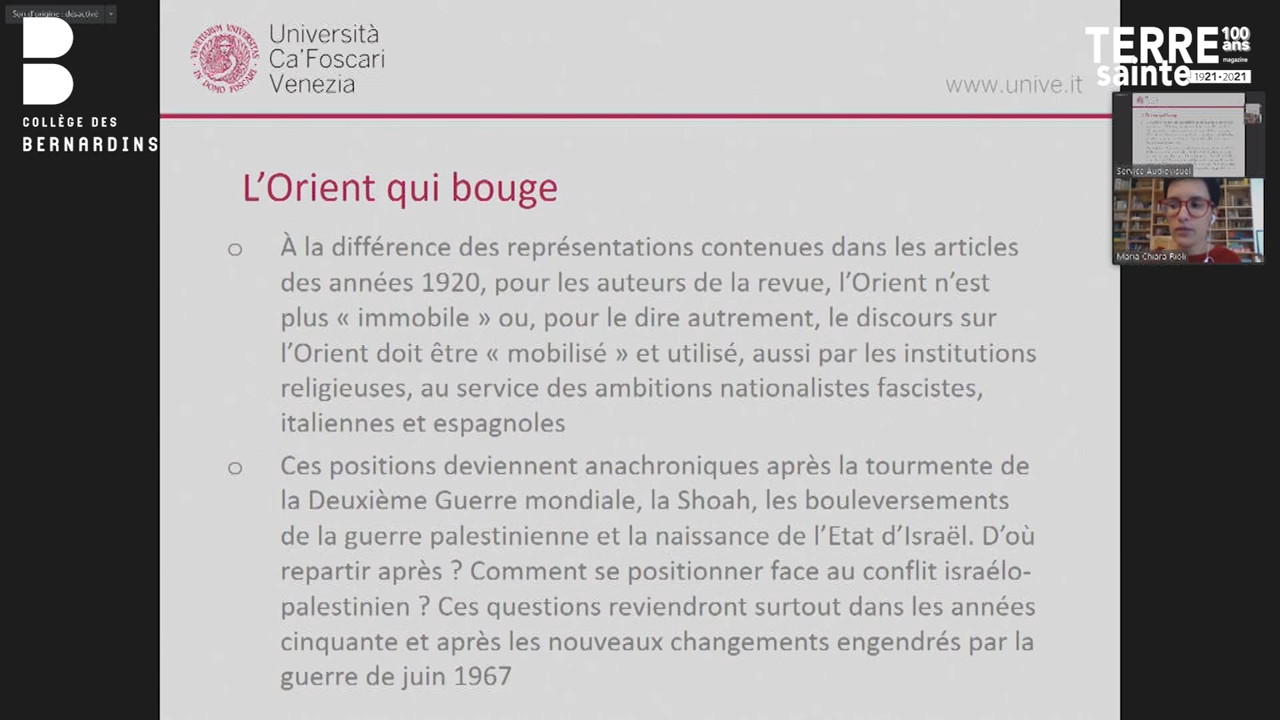 Son d'origine : désactivé
COLLÈGE DES
BERNARDINS
Università
Ca'Foscari
Venezia
www.unive.it
TERRE
sainte
100
ans
magazine
1921•2021
Service Audiovisuel
Maria Chiara Rioli
L'Orient qui bouge
À la différence des représentations contenues dans les articles
des années 1920, pour les auteurs de la revue, l'Orient n'est
plus « immobile » ou, pour le dire autrement, le discours sur
l'Orient doit être « mobilisé » et utilisé, aussi par les institutions
religieuses, au service des ambitions nationalistes fascistes,
italiennes et espagnoles
Ces positions deviennent anachroniques après la tourmente de
la Deuxième Guerre mondiale, la Shoah, les bouleversements
de la guerre palestinienne et la naissance de l'Etat d'Israël. D'où
repartir après ? Comment se positionner face au conflit israélo-
palestinien ? Ces questions reviendront surtout dans les années
cinquante et après les nouveaux changements engendrés par la
guerre de juin 1967